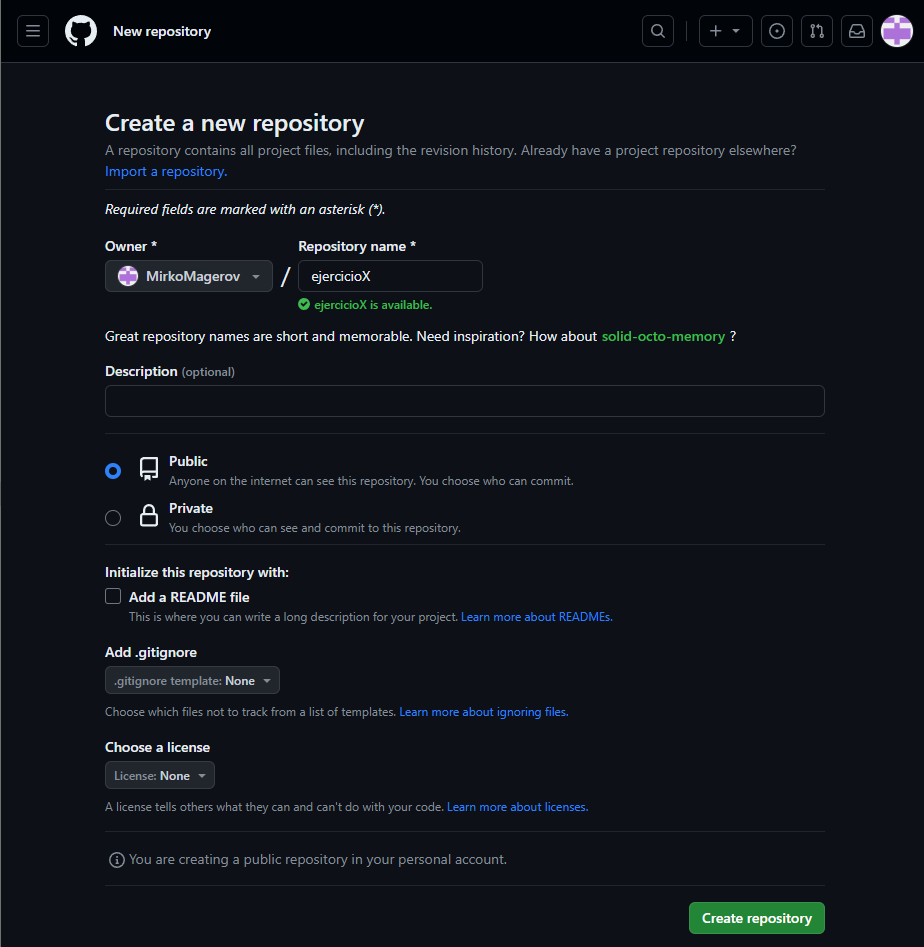 New repository
Create a new repository
A repository contains all project files, including the revision history. Already have a project repository elsewhere?
Import a repository.
Required fields are marked with an asterisk (*).
Owner * Repository name *
MirkoMagerov / ejercicioX
ejercicioX is available.
Great repository names are short and memorable. Need inspiration? How about solid-octo-memory ?
Description (optional)
Public
Anyone on the internet can see this repository. You choose who can commit.
Private
You choose who can see and commit to this repository.
Initialize this repository with:
Add a README file
This is where you can write a long description for your project. Learn more about READMEs.
Add .gitignore
.gitignore template: None
Choose which files not to track from a list of templates. Learn more about ignoring files.
Choose a license
License: None
A license tells others what they can and can't do with your code. Learn more about licenses.
You are creating a public repository in your personal account.
Create repository